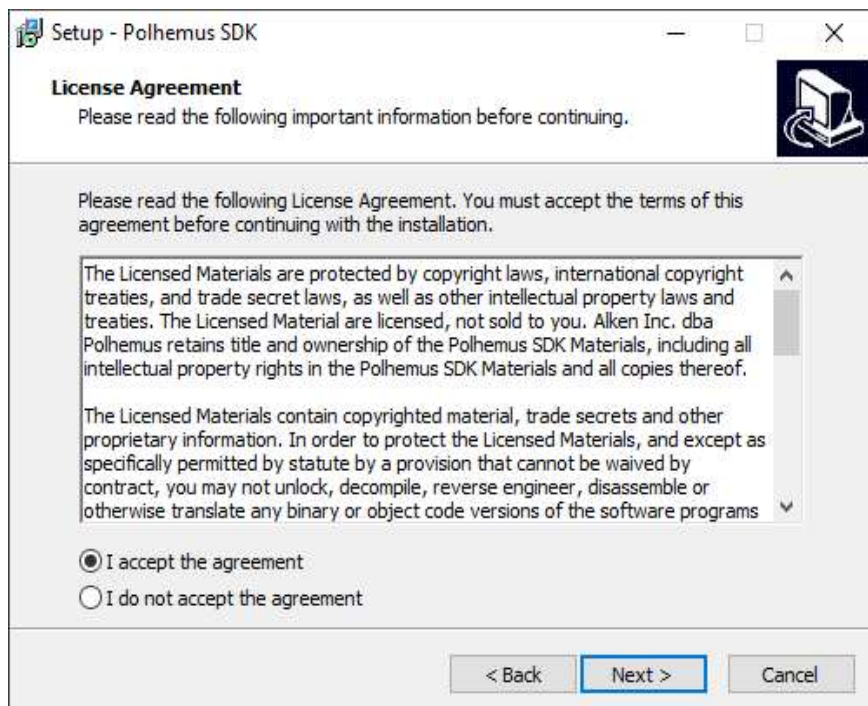 Setup - Polhemus SDK
License Agreement
Please read the following important information before continuing.
Please read the following License Agreement. You must accept the terms of this
agreement before continuing with the installation.
The Licensed Materials are protected by copyright laws, international copyright
treaties, and trade secret laws, as well as other intellectual property laws and
treaties. The Licensed Material are licensed, not sold to you. Alken Inc. dba
Polhemus retains title and ownership of the Polhemus SDK Materials, including all
intellectual property rights in the Polhemus SDK Materials and all copies thereof.
The Licensed Materials contain copyrighted material, trade secrets and other
proprietary information. In order to protect the Licensed Materials, and except as
specifically permitted by statute by a provision that cannot be waived by
contract, you may not unlock, decompile, reverse engineer, disassemble or
otherwise translate any binary or object code versions of the software programs
I accept the agreement
I do not accept the agreement
< Back Next > Cancel